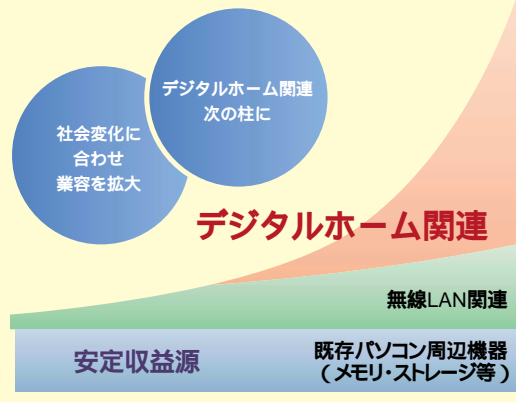 デジタルホーム関連
次の柱に
社会変化に
合わせ
業容を拡大
デジタルホーム関連
無線LAN関連
安定収益源
既存パソコン周辺機器
（メモリ・ストレージ等）